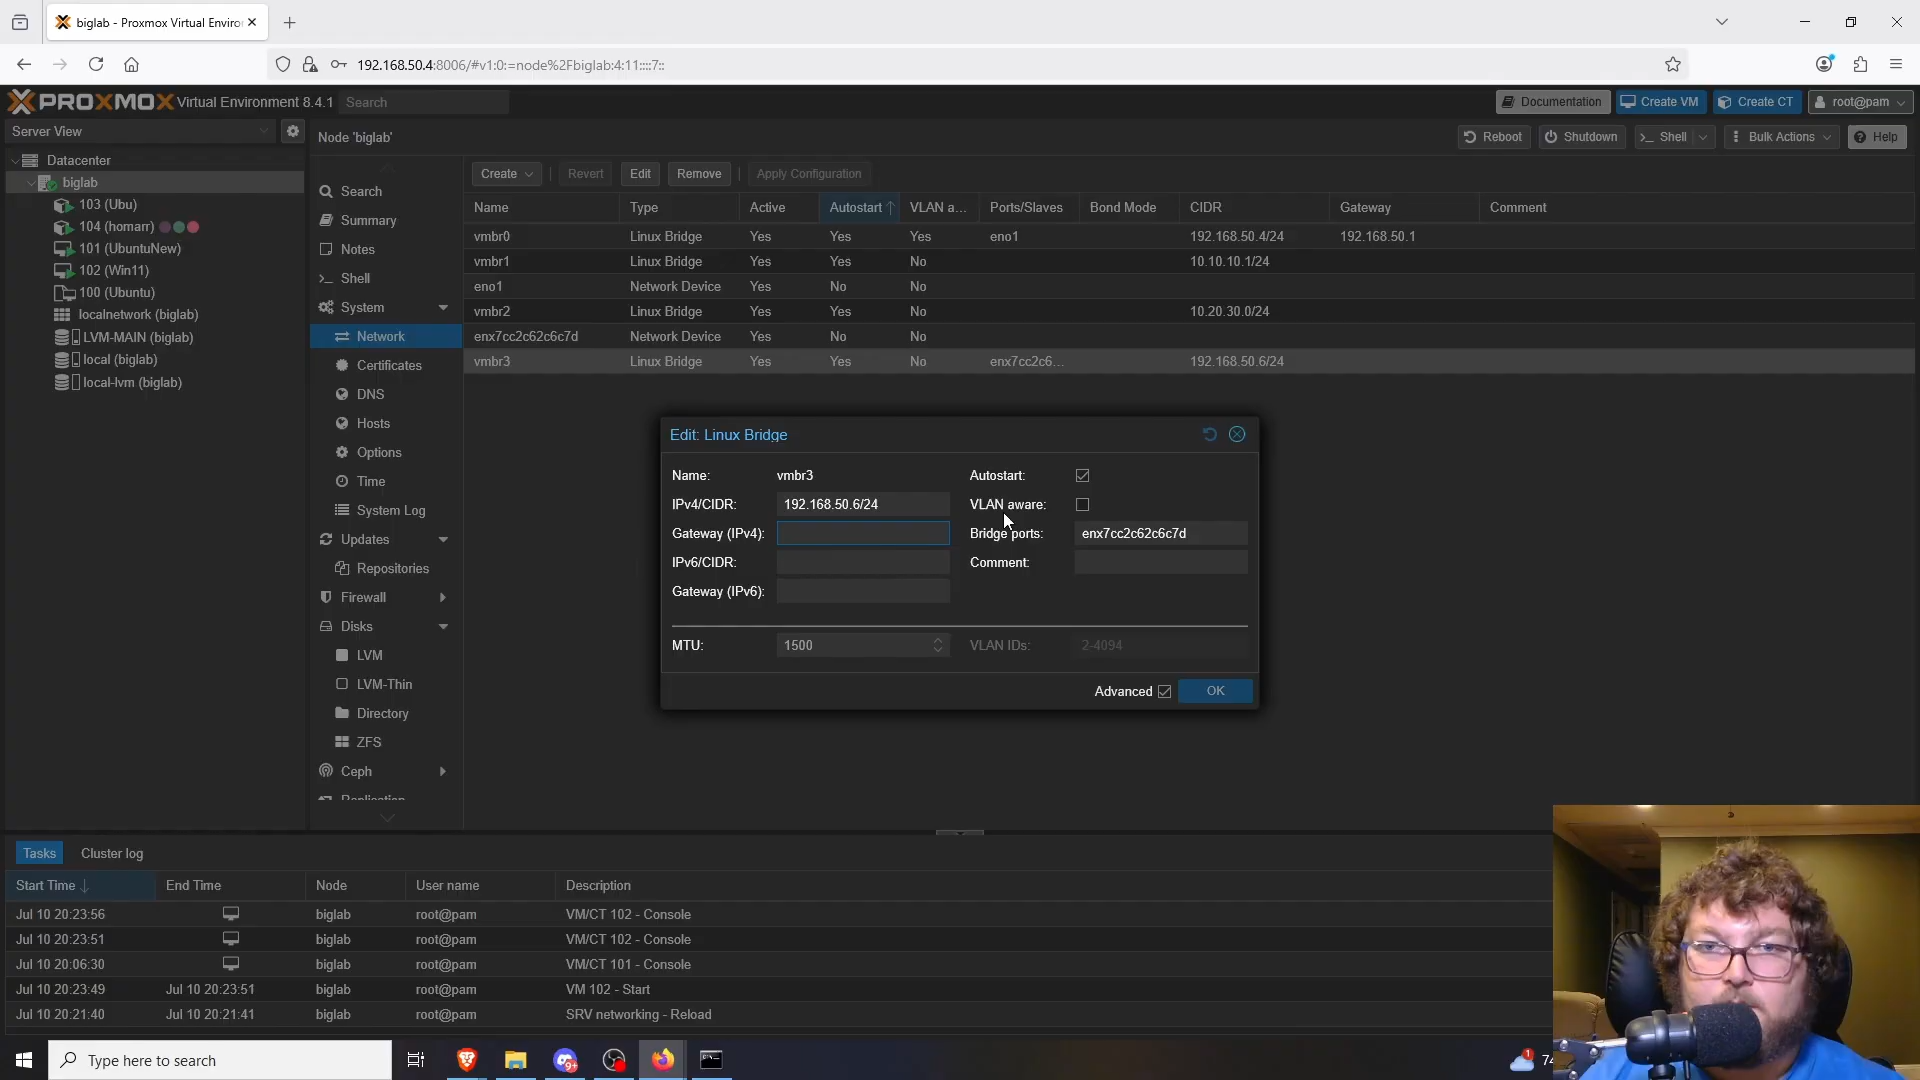 biglab - Proxmox Virtual Enviro
192.168.50.4:8006/#v1:0:=node%2Fbiglab:4:11::::7::
PROXMOX Virtual Environment 8.4.1 Search
Documentation Create VM Create CT root@pam
Server View
Node 'biglab'
Reboot Shutdown Shell Bulk Actions Help
Datacenter
biglab
103 (Ubu)
104 (homarr)
101 (UbuntuNew)
102 (Win11)
100 (Ubuntu)
localnetwork (biglab)
LVM-MAIN (biglab)
local (biglab)
local-lvm (biglab)
Search
Summary
Notes
Shell
System
Network
Certificates
DNS
Hosts
Options
Time
System Log
Updates
Repositories
Firewall
Disks
LVM
LVM-Thin
Directory
ZFS
Ceph
Replication
Create Revert Edit Remove Apply Configuration
Name Type Active Autostart VLAN a... Ports/Slaves Bond Mode CIDR Gateway Comment
vmbr0 Linux Bridge Yes Yes Yes eno1 192.168.50.4/24 192.168.50.1
vmbr1 Linux Bridge Yes Yes No 10.10.10.1/24
eno1 Network Device Yes No No
vmbr2 Linux Bridge Yes Yes No 10.20.30.0/24
enx7cc2c62c6c7d Network Device Yes No No
vmbr3 Linux Bridge Yes Yes No enx7cc2c6... 192.168.50.6/24
Edit: Linux Bridge
Name: vmbr3 Autostart:
IPv4/CIDR: 192.168.50.6/24 VLAN aware:
Gateway (IPv4): Bridge ports: enx7cc2c62c6c7d
IPv6/CIDR: Comment:
Gateway (IPv6):
MTU: 1500 VLAN IDs: 2-4094
Advanced OK
Tasks Cluster log
Start Time End Time Node User name Description
Jul 10 20:23:56 biglab root@pam VM/CT 102 - Console
Jul 10 20:23:51 biglab root@pam VM/CT 102 - Console
Jul 10 20:06:30 biglab root@pam VM/CT 101 - Console
Jul 10 20:23:49 Jul 10 20:23:51 biglab root@pam VM 102 - Start
Jul 10 20:21:40 Jul 10 20:21:41 biglab root@pam SRV networking - Reload
Type here to search
9+
1
74